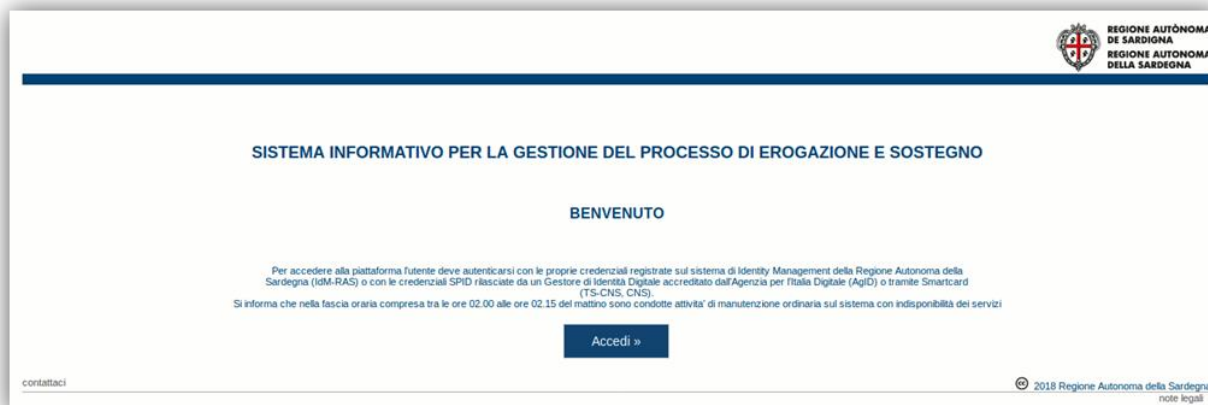 REGIONE AUTÒNOMA
DE SARDIGNA
REGIONE AUTONOMA
DELLA SARDEGNA
SISTEMA INFORMATIVO PER LA GESTIONE DEL PROCESSO DI EROGAZIONE E SOSTEGNO
BENVENUTO
Per accedere alla piattaforma l'utente deve autenticarsi con le proprie credenziali registrate sul sistema di Identity Management della Regione Autonoma della
Sardegna (IdM-RAS) o con le credenziali SPID rilasciate da un Gestore di Identità Digitale accreditato dall'Agenzia per l'Italia Digitale (AgID) o tramite Smartcard
(TS-CNS, CNS).
Si informa che nella fascia oraria compresa tra le ore 02.00 alle ore 02.15 del mattino sono condotte attivita' di manutenzione ordinaria sul sistema con indisponibilità dei servizi
Accedi »
contattaci
cc 2018 Regione Autonoma della Sardegna
note legali